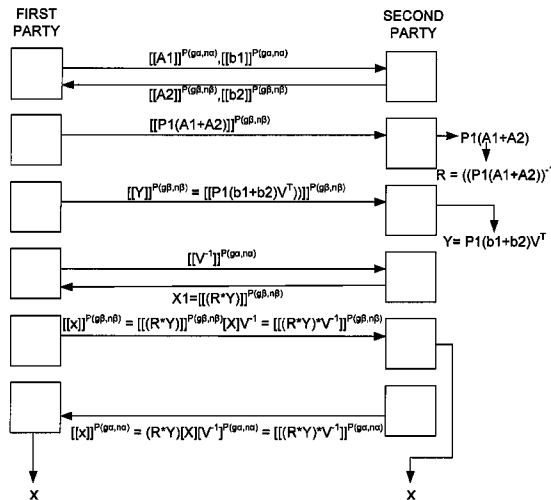 FIRST PARTY
SECOND PARTY
[[A1]]^P(gα,nα),[[b1]]^P(gα,nα)
[[A2]]^P(gβ,nβ),[[b2]]^P(gβ,nβ)
[[P1(A1+A2)]]^P(gβ,nβ)
P1(A1+A2)
R = ((P1(A1+A2))^-1
[[Y]]^P(gβ,nβ) = [[P1(b1+b2)V^T))]]^P(gβ,nβ)
Y= P1(b1+b2)V^T
[[V^-1]]^P(gα,nα)
X1=[[(R*Y)]]^P(gβ,nβ)
[[x]]^P(gβ,nβ) = [[(R*Y)]]^P(gβ,nβ)[X]V^-1 = [[(R*Y)*V^-1]]^P(gβ,nβ)
[[x]]^P(gα,nα) = (R*Y)[X][V^-1]^P(gα,nα) = [[(R*Y)*V^-1]]^P(gα,nα)
X
X